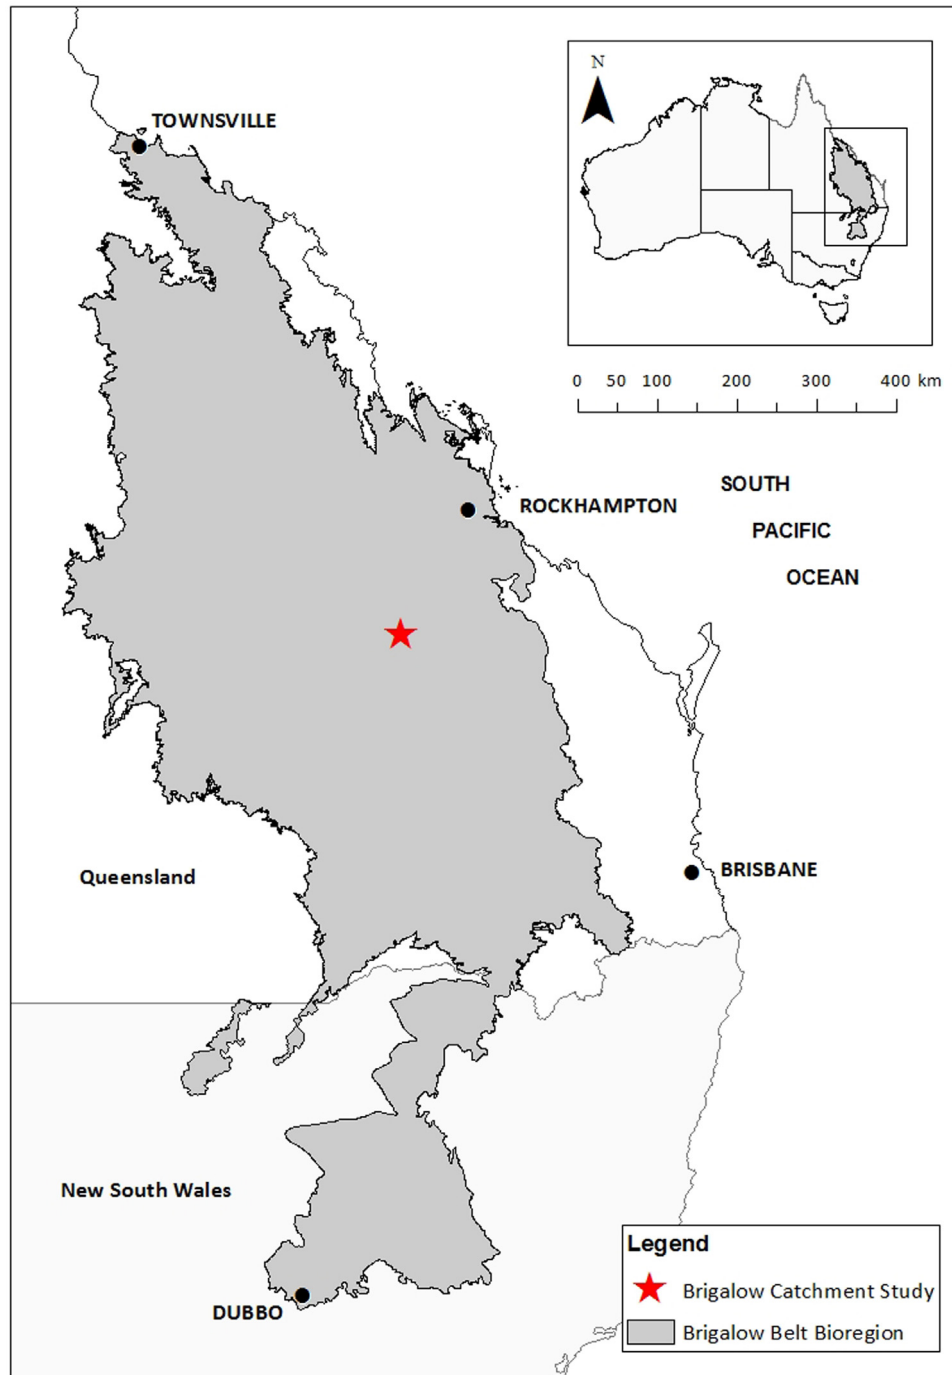 TOWNSVILLE
N
0 50 100 200 300 400 km
SOUTH
PACIFIC
OCEAN
ROCKHAMPTON
BRISBANE
Queensland
New South Wales
DUBBO
Legend
Brigalow Catchment Study
Brigalow Belt Bioregion